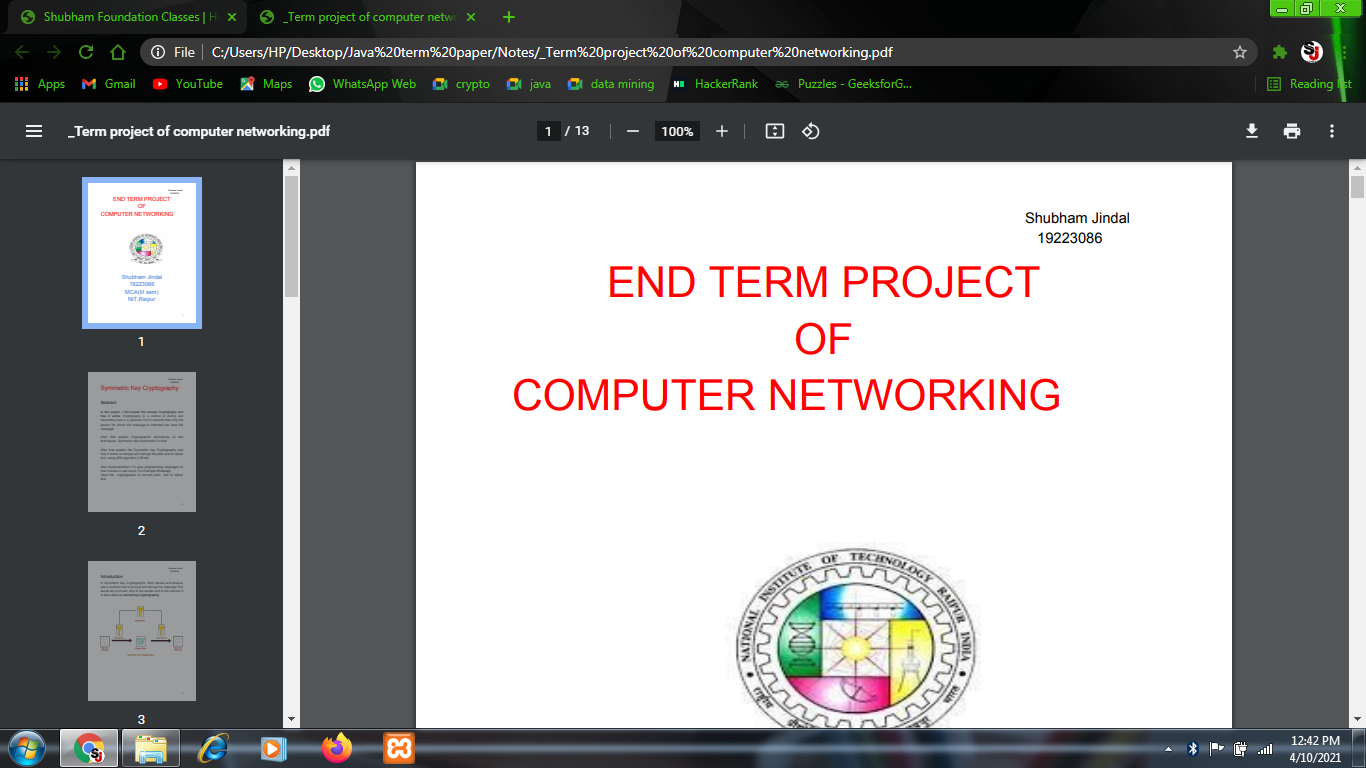 Shubham Foundation Classes | H
_Term project of computer netwo
File
C:/Users/HP/Desktop/Java%20term%20paper/Notes/_Term%20project%20of%20computer%20networking.pdf
Apps
Gmail
YouTube
Maps
WhatsApp Web
crypto
java
data mining
HackerRank
Puzzles - GeeksforG...
Reading list
_Term project of computer networking.pdf
1 / 13
100%
END TERM PROJECT
OF
COMPUTER NETWORKING
Shubham Jindal
19223086
MCA(III sem)
NIT,Raipur
1
Symmetric Key Cryptography
Abstract
2
Introduction
3
Shubham Jindal
19223086
END TERM PROJECT
OF
COMPUTER NETWORKING
NATIONAL INSTITUTE OF TECHNOLOGY RAIPUR INDIA
12:42 PM
4/10/2021